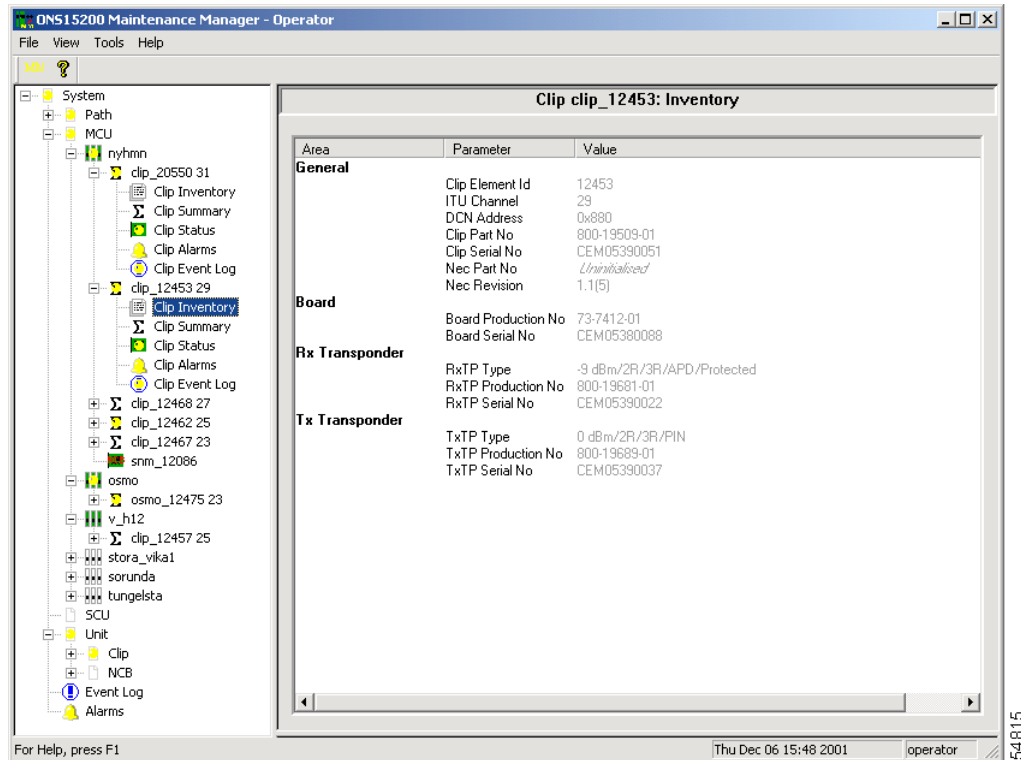 ONS15200 Maintenance Manager - Operator
File View Tools Help
System
Path
MCU
nyhmn
clip_20550 31
Clip Inventory
Clip Summary
Clip Status
Clip Alarms
Clip Event Log
clip_12453 29
Clip Inventory
Clip Summary
Clip Status
Clip Alarms
Clip Event Log
clip_12468 27
clip_12462 25
clip_12467 23
snm_12086
osmo
osmo_12475 23
v_h12
clip_12457 25
stora_vika1
sorunda
tungelsta
SCU
Unit
Clip
NCB
Event Log
Alarms
Clip clip_12453: Inventory
Area Parameter Value
General
Clip Element Id 12453
ITU Channel 29
DCN Address 0x880
Clip Part No 800-19509-01
Clip Serial No CEM05390051
Nec Part No Uninitialised
Nec Revision 1.1(5)
Board
Board Production No 73-7412-01
Board Serial No CEM05380088
Rx Transponder
RxTP Type -9 dBm/2R/3R/APD/Protected
RxTP Production No 800-19681-01
RxTP Serial No CEM05390022
Tx Transponder
TxTP Type 0 dBm/2R/3R/PIN
TxTP Production No 800-19689-01
TxTP Serial No CEM05390037
For Help, press F1
Thu Dec 06 15:48 2001
operator
54815